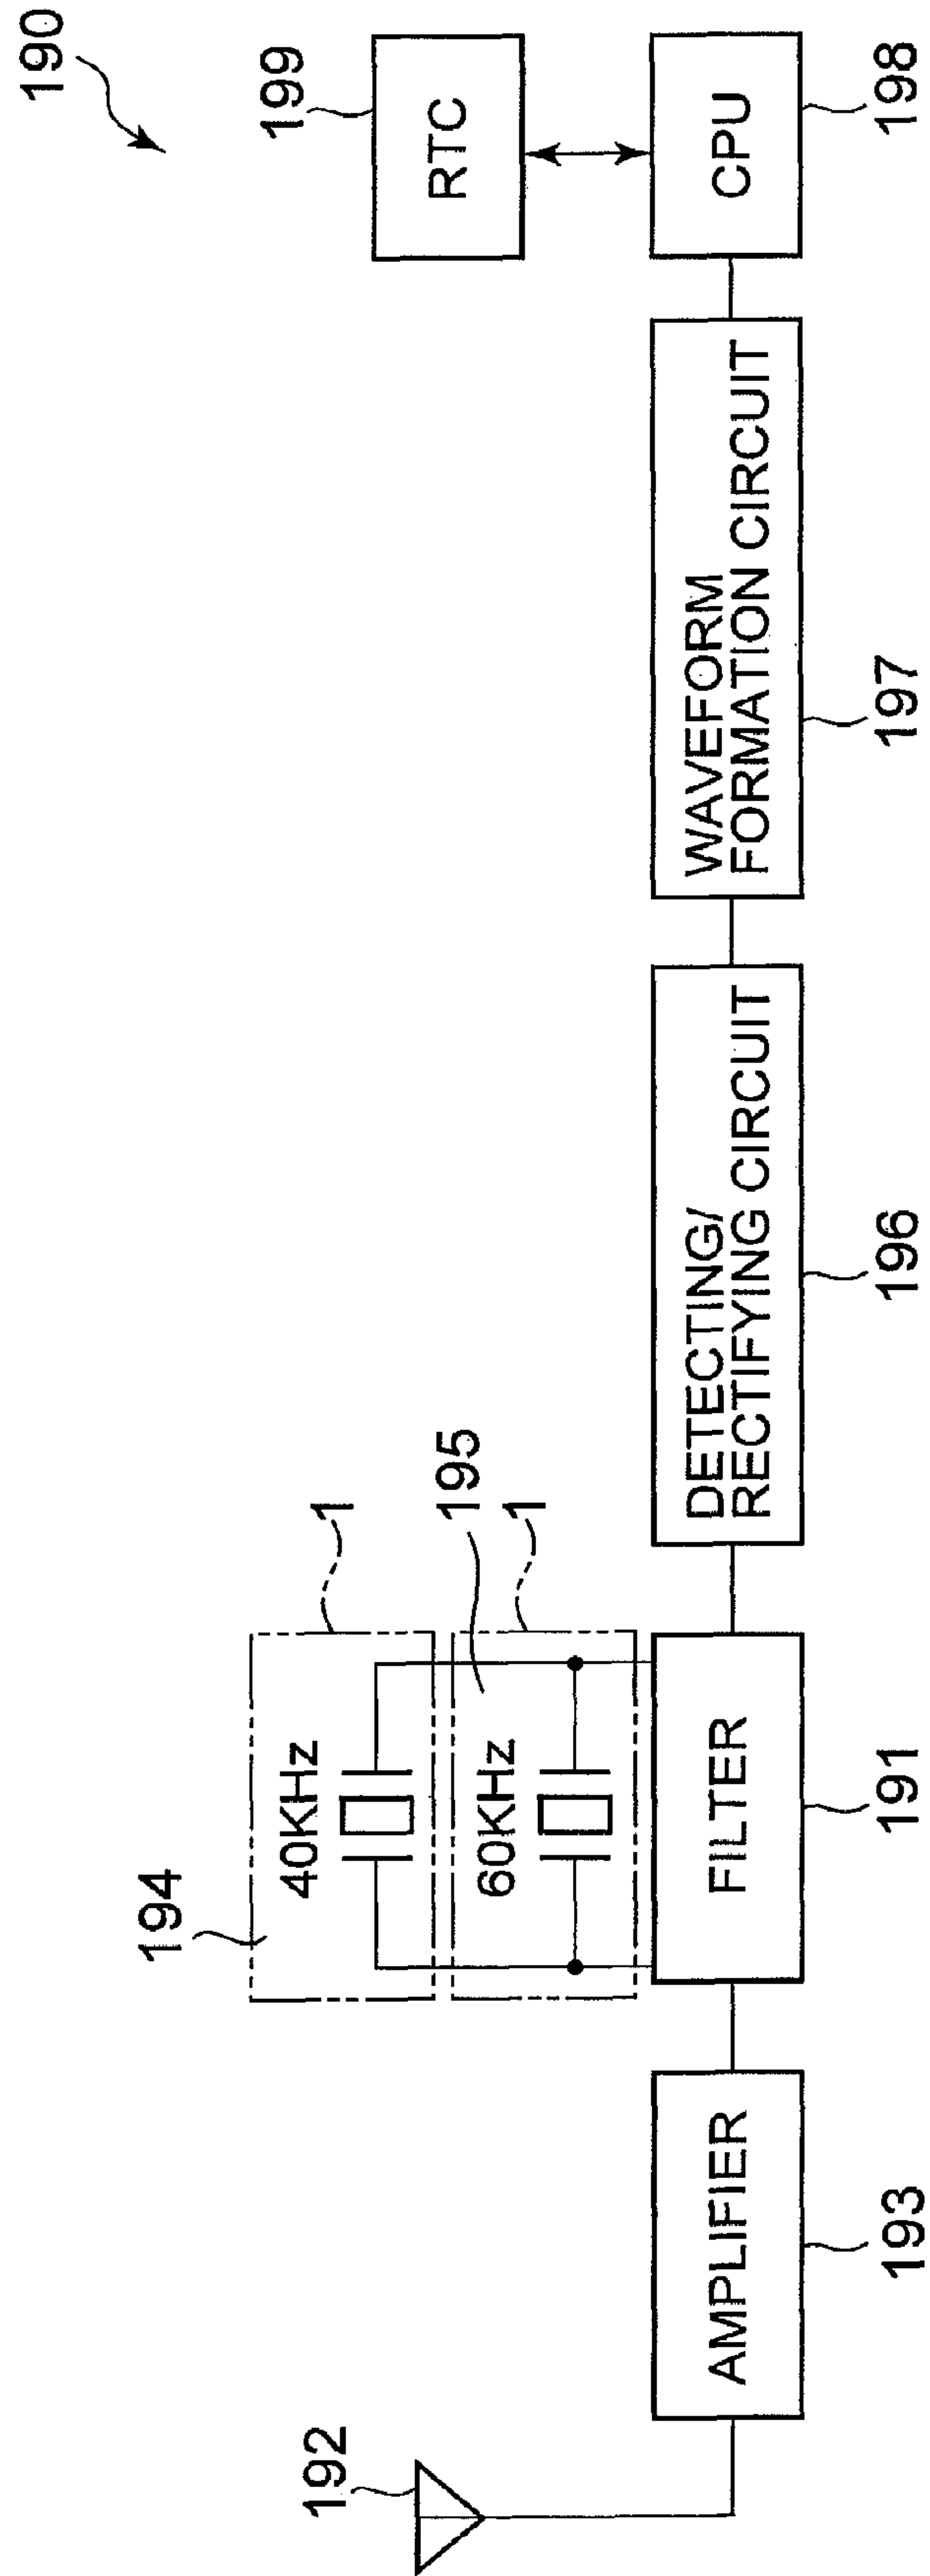 190
199
RTC
198
CPU
WAVEFORM
FORMATION CIRCUIT
197
DETECTING/
RECTIFYING CIRCUIT
196
1
195
1
194
40KHz
60KHz
FILTER
191
AMPLIFIER
193
192